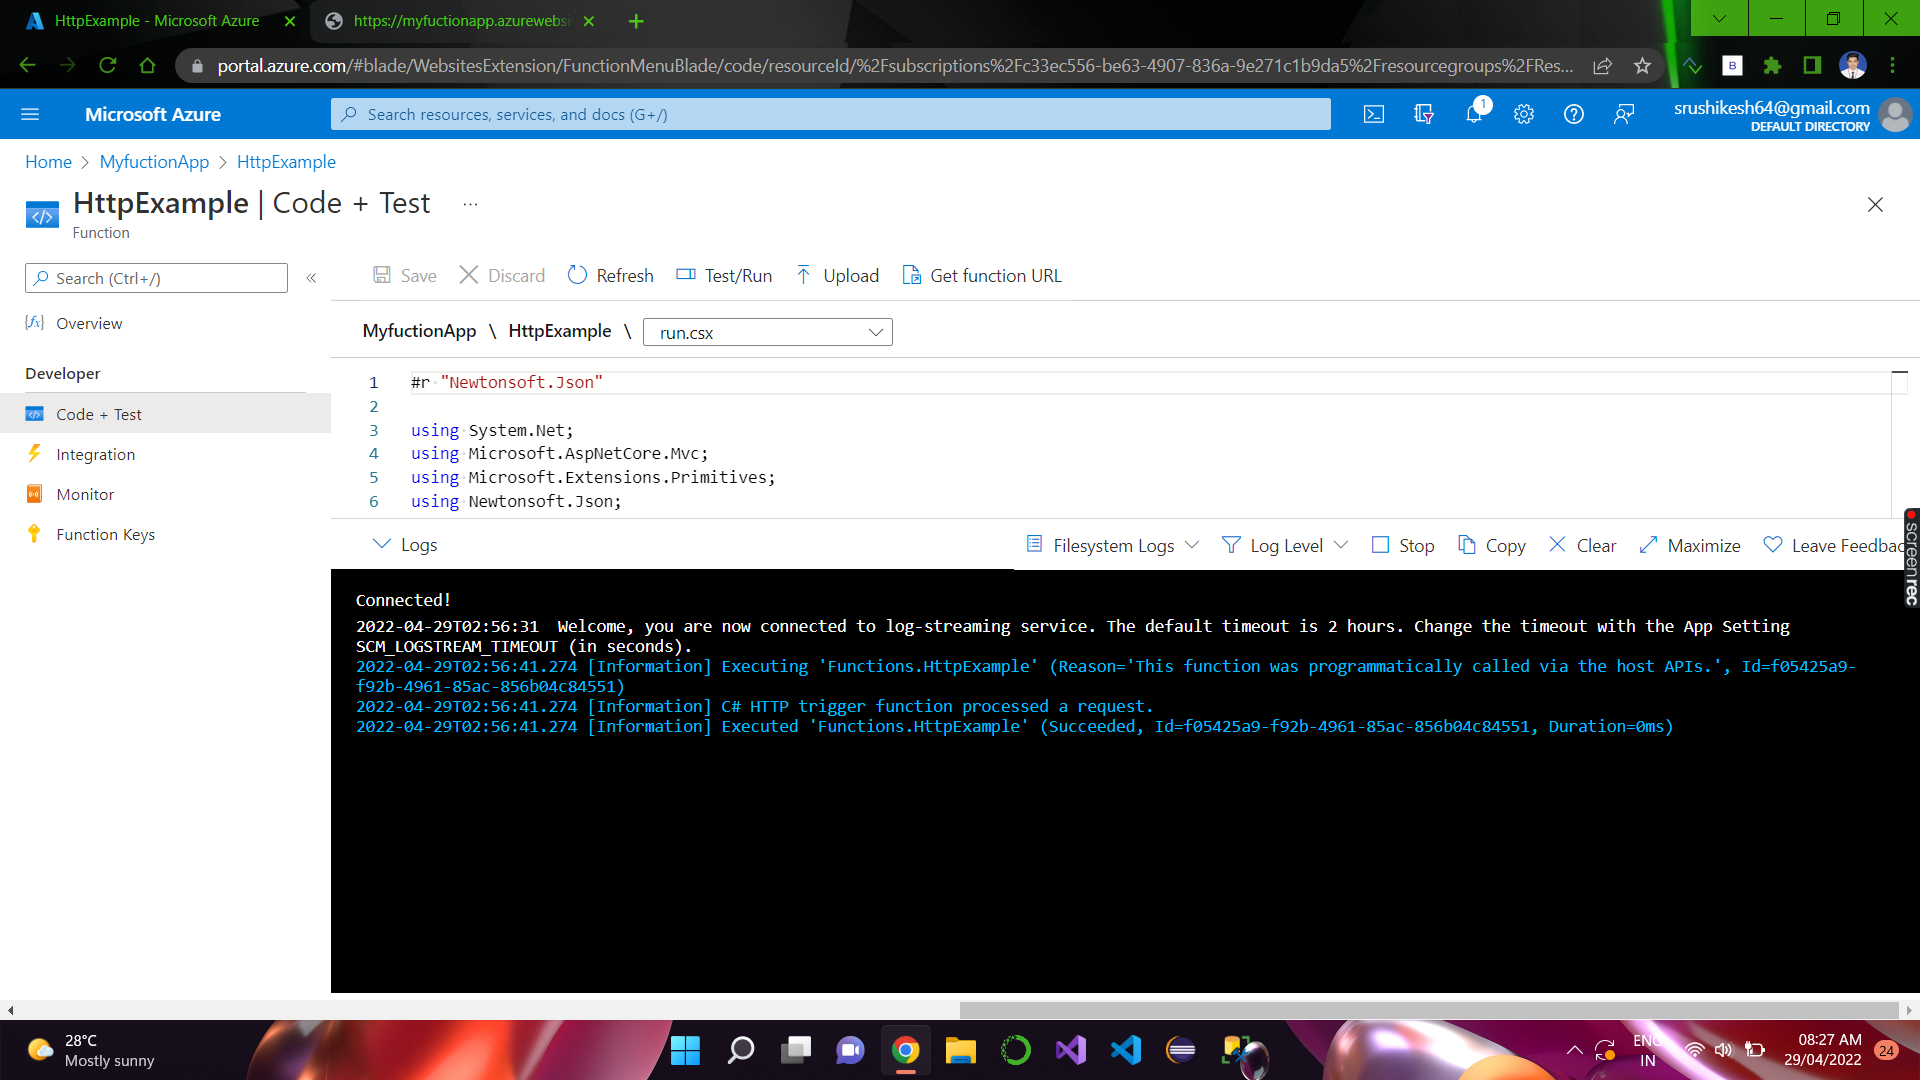 HttpExample - Microsoft Azure
https://myfuctionapp.azurewebsi
portal.azure.com/#blade/WebsitesExtension/FunctionMenuBlade/code/resourceId/%2Fsubscriptions%2Fc33ec556-be63-4907-836a-9e271c1b9da5%2Fresourcegroups%2FRes...
B
Microsoft Azure
Search resources, services, and docs (G+/)
1
srushikesh64@gmail.com
DEFAULT DIRECTORY
Home > MyfuctionApp > HttpExample
HttpExample | Code + Test ...
Function
Search (Ctrl+/)
«
Save
Discard
Refresh
Test/Run
Upload
Get function URL
Overview
Developer
Code + Test
Integration
Monitor
Function Keys
MyfuctionApp \ HttpExample \ run.csx
1 #r "Newtonsoft.Json"
2
3 using System.Net;
4 using Microsoft.AspNetCore.Mvc;
5 using Microsoft.Extensions.Primitives;
6 using Newtonsoft.Json;
Logs
Filesystem Logs
Log Level
Stop
Copy
Clear
Maximize
Leave Feedbac
screenrec
Connected!
2022-04-29T02:56:31  Welcome, you are now connected to log-streaming service. The default timeout is 2 hours. Change the timeout with the App Setting
SCM_LOGSTREAM_TIMEOUT (in seconds).
2022-04-29T02:56:41.274 [Information] Executing 'Functions.HttpExample' (Reason='This function was programmatically called via the host APIs.', Id=f05425a9-
f92b-4961-85ac-856b04c84551)
2022-04-29T02:56:41.274 [Information] C# HTTP trigger function processed a request.
2022-04-29T02:56:41.274 [Information] Executed 'Functions.HttpExample' (Succeeded, Id=f05425a9-f92b-4961-85ac-856b04c84551, Duration=0ms)
28°C
Mostly sunny
ENG
IN
08:27 AM
29/04/2022
24